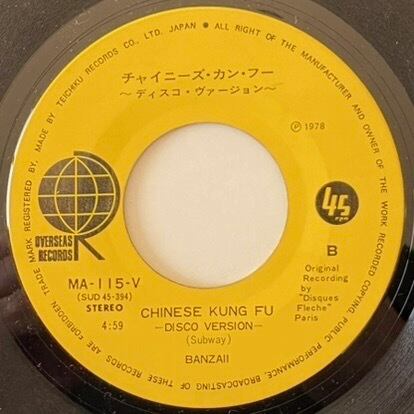 TRADE MARK REGISTERED. BY, MADE BY TEICHIKU RECORDS CO., LTD. JAPAN ● ALL RIGHT OF THE MANUFACTURER AND OWNER OF THE WORK RECORDED
COPYING PUBLIC PERFORMANCE, BROADCASTING OF THESE RECORDS ARE FORBIDDEN
チャイニーズ・カン・フー
〜ディスコ・ヴァージョン〜
Ⓟ 1978
OVERSEAS
RECORDS
45
rpm
B
MA-115-V
(SUD 45-394)
STEREO
4:59
Original
Recording
by "Disques
Fleche"
Paris
CHINESE KUNG FU
—DISCO VERSION—
(Subway)
BANZAII